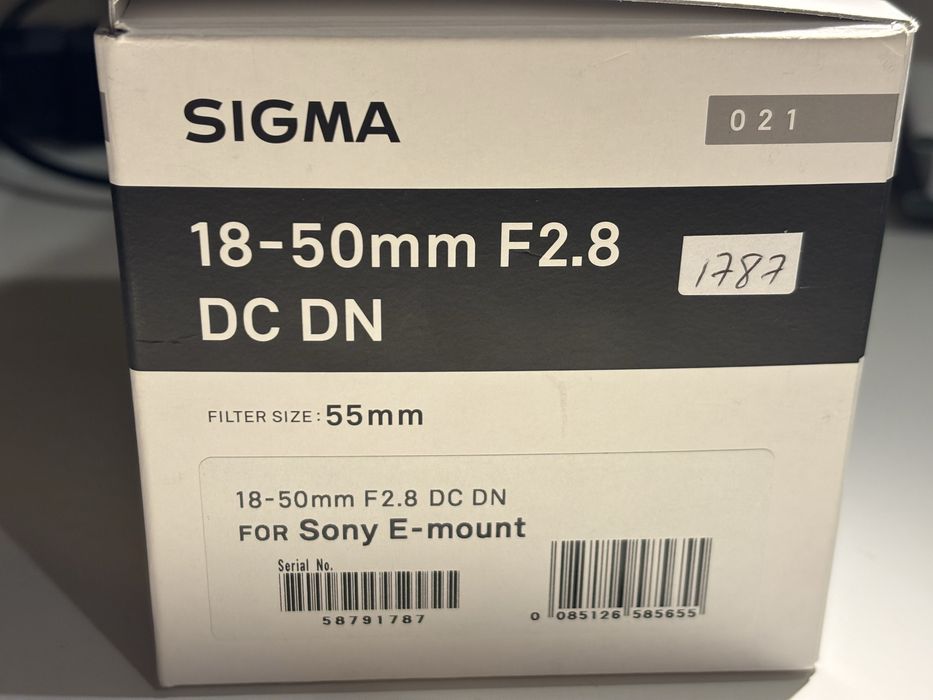 SIGMA
021
18-50mm F2.8
DC DN
1787
FILTER SIZE: 55mm
18-50mm F2.8 DC DN
FOR Sony E-mount
Serial No.
58791787
0 085126 585655